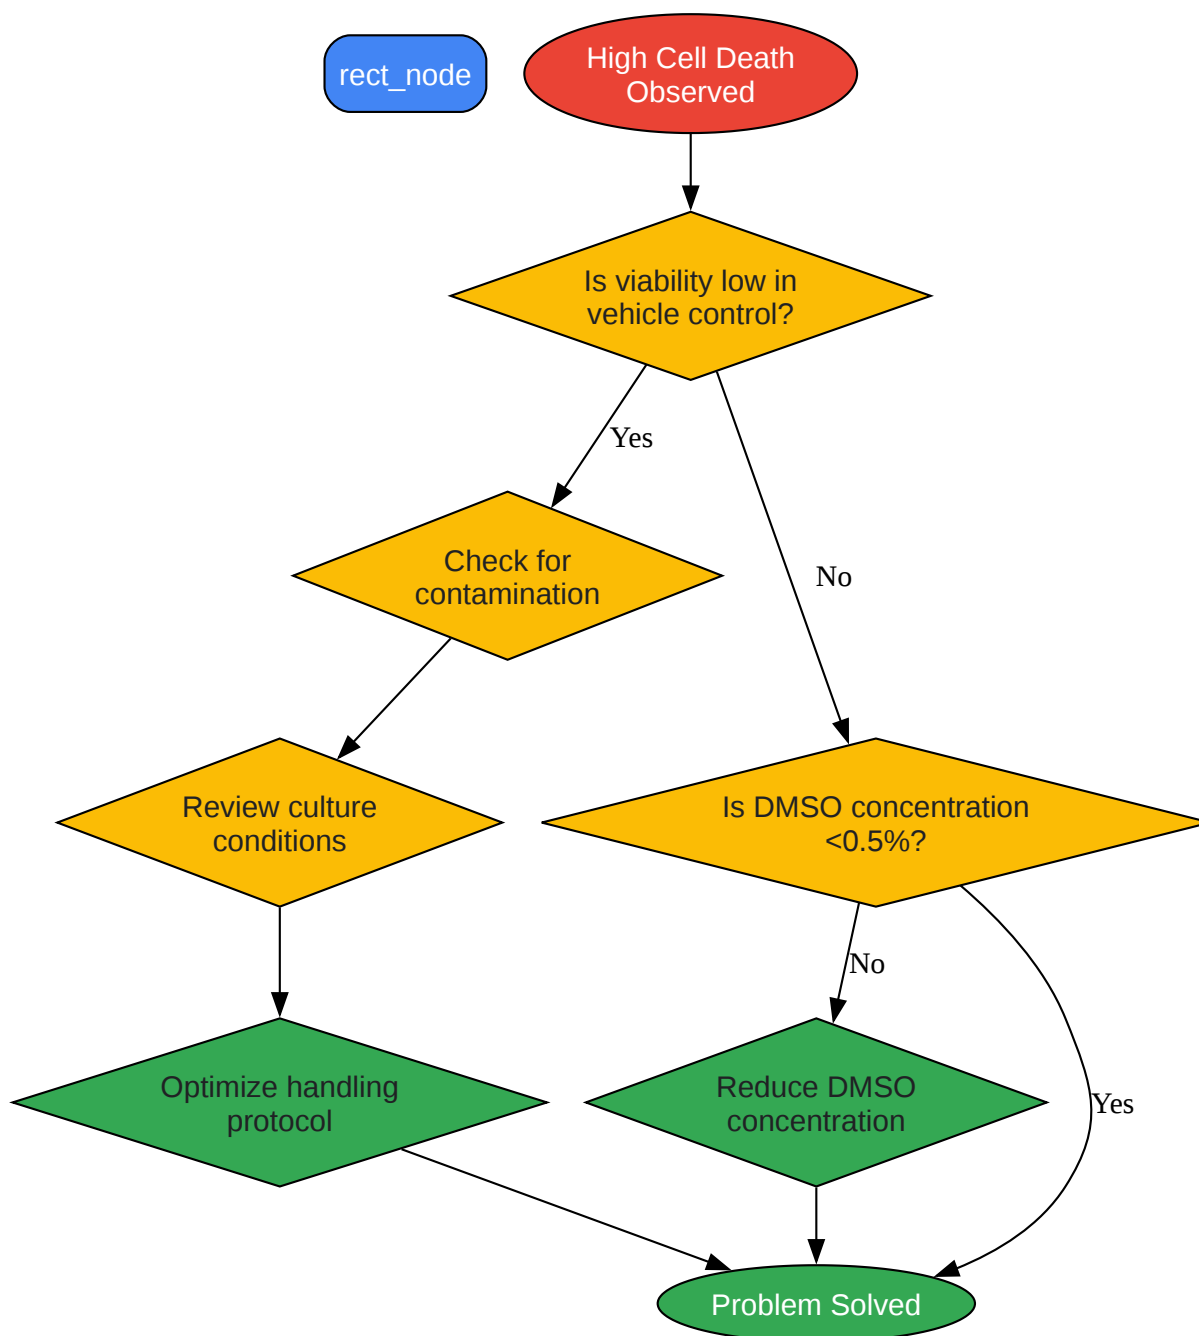 rect_node
High Cell Death
Observed
Is viability low in
vehicle control?
Yes
No
Check for
contamination
Review culture
conditions
Is DMSO concentration
<0.5%?
No
Yes
Optimize handling
protocol
Reduce DMSO
concentration
Problem Solved